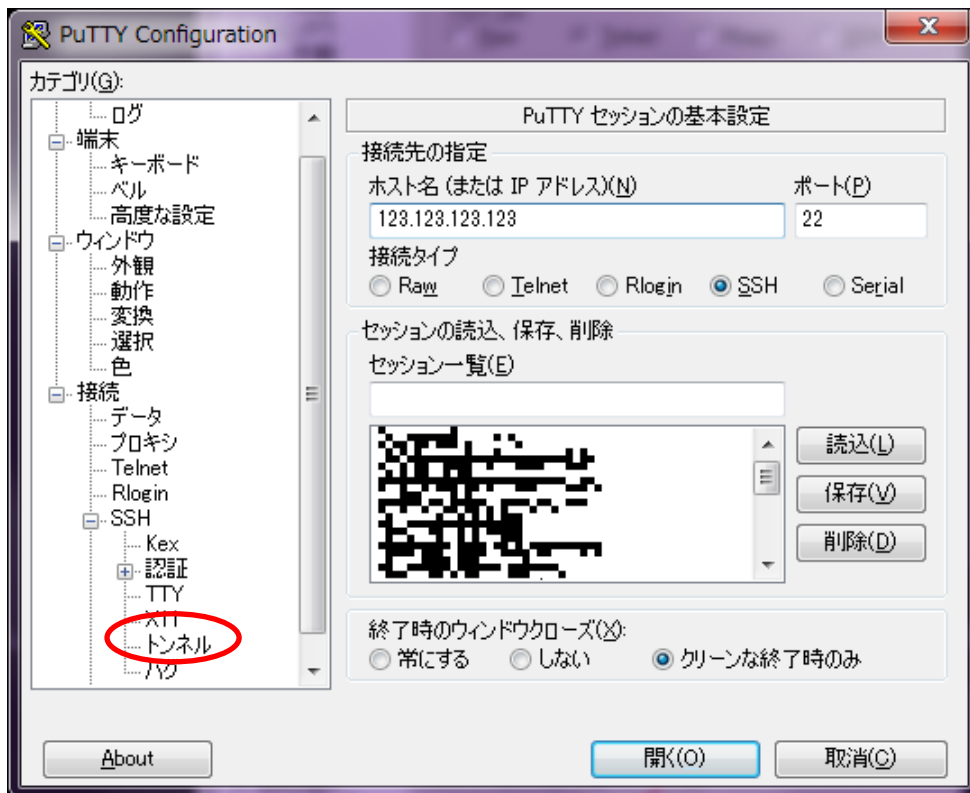 PuTTY Configuration
カテゴリ(G):
ログ
端末
キーボード
ベル
高度な設定
ウィンドウ
外観
動作
変換
選択
色
接続
データ
プロキシ
Telnet
Rlogin
SSH
Kex
認証
TTY
X11
トンネル
バグ
PuTTY セッションの基本設定
接続先の指定
ホスト名 (または IP アドレス)(N)
ポート(P)
123.123.123.123
22
接続タイプ
Raw
Telnet
Rlogin
SSH
Serial
セッションの読込、保存、削除
セッション一覧(E)
読込(L)
保存(V)
削除(D)
終了時のウィンドウクローズ(X):
常にする
しない
クリーンな終了時のみ
About
開く(O)
取消(C)